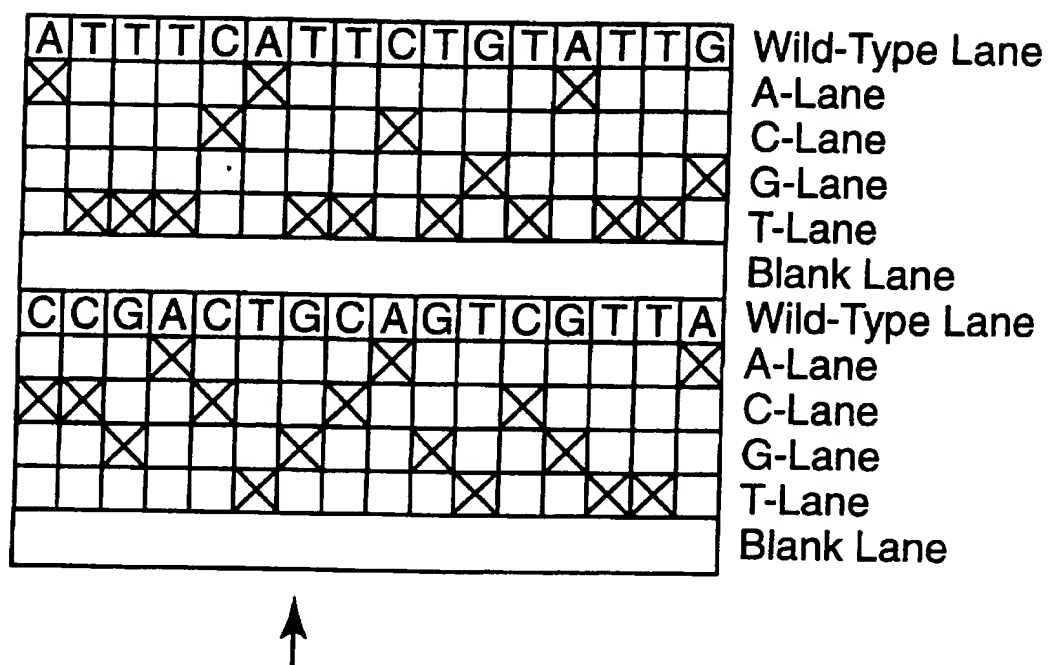 A T T T C A T T C T G T A T T G Wild-Type Lane
A-Lane
C-Lane
G-Lane
T-Lane
Blank Lane
C C G A C T G C A G T C G T T A Wild-Type Lane
A-Lane
C-Lane
G-Lane
T-Lane
Blank Lane